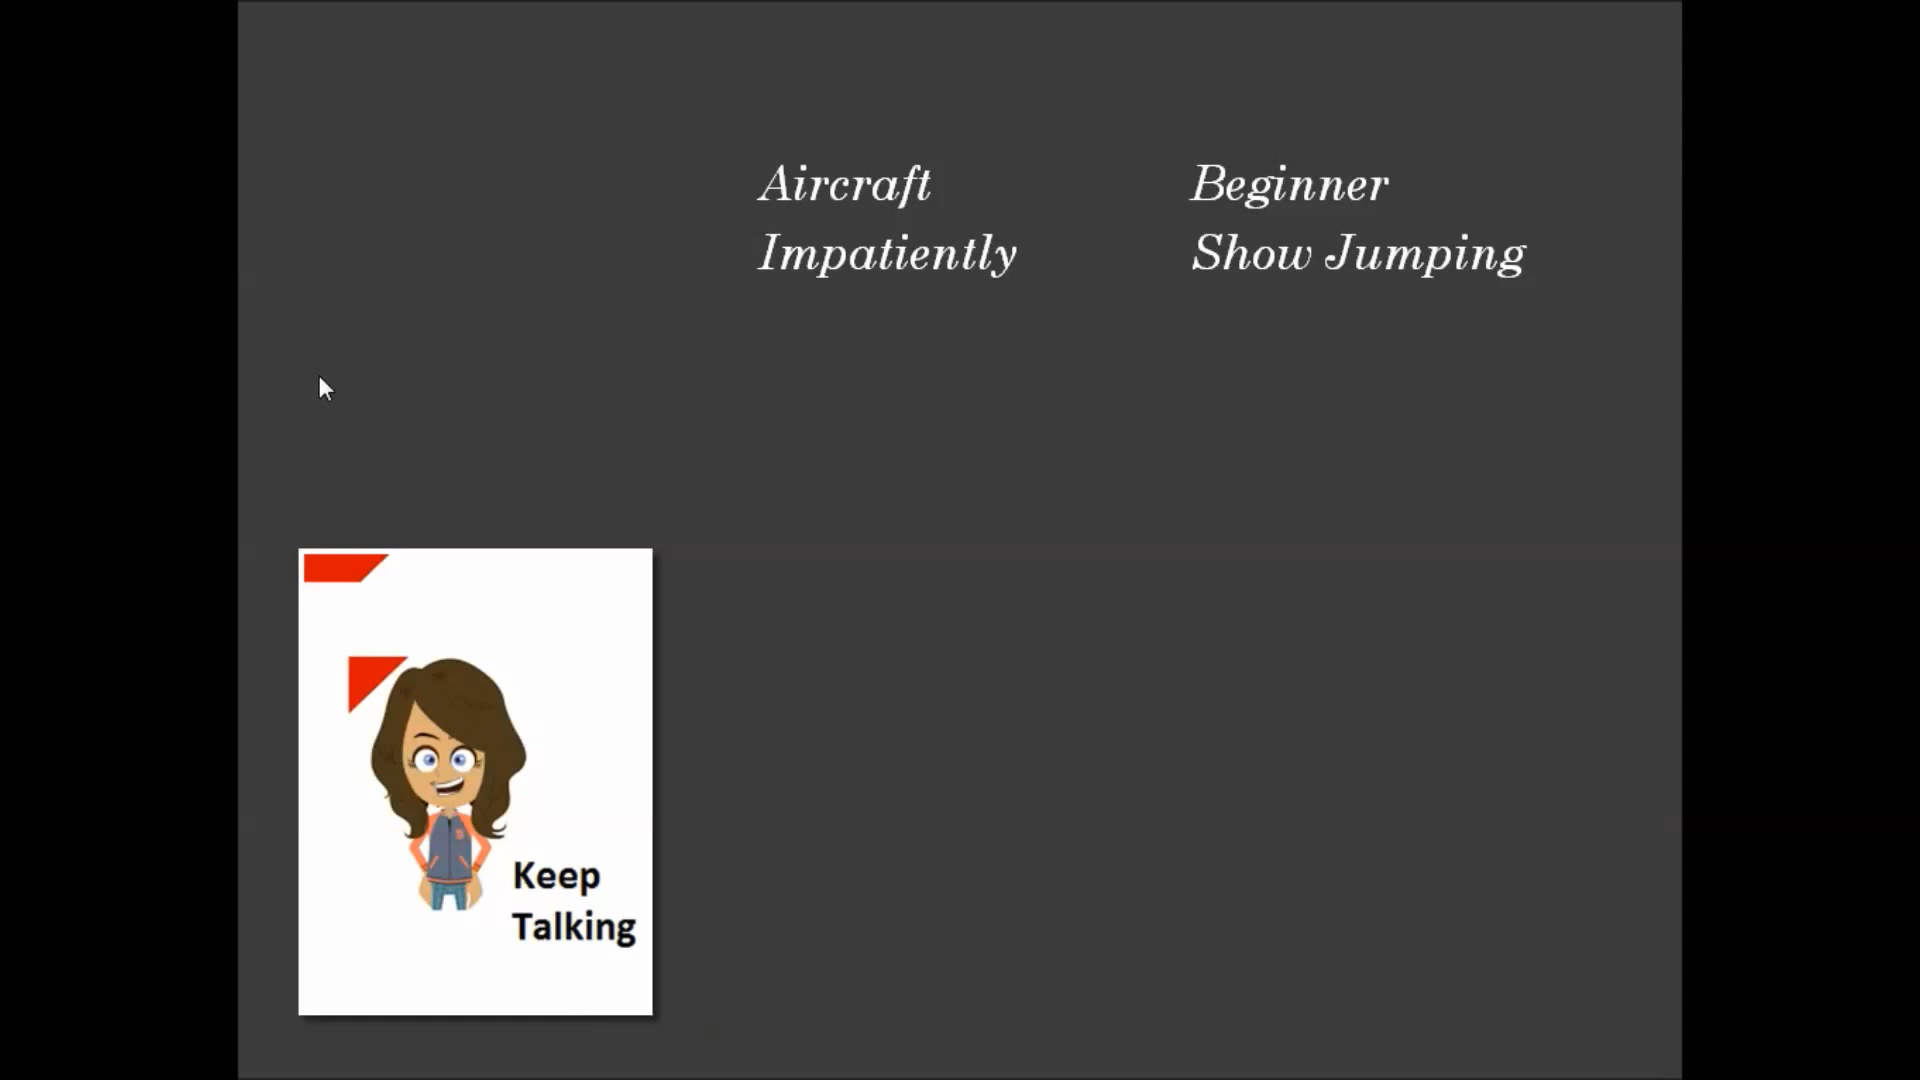 Aircraft
Beginner
Impatiently
Show Jumping
Keep
Talking